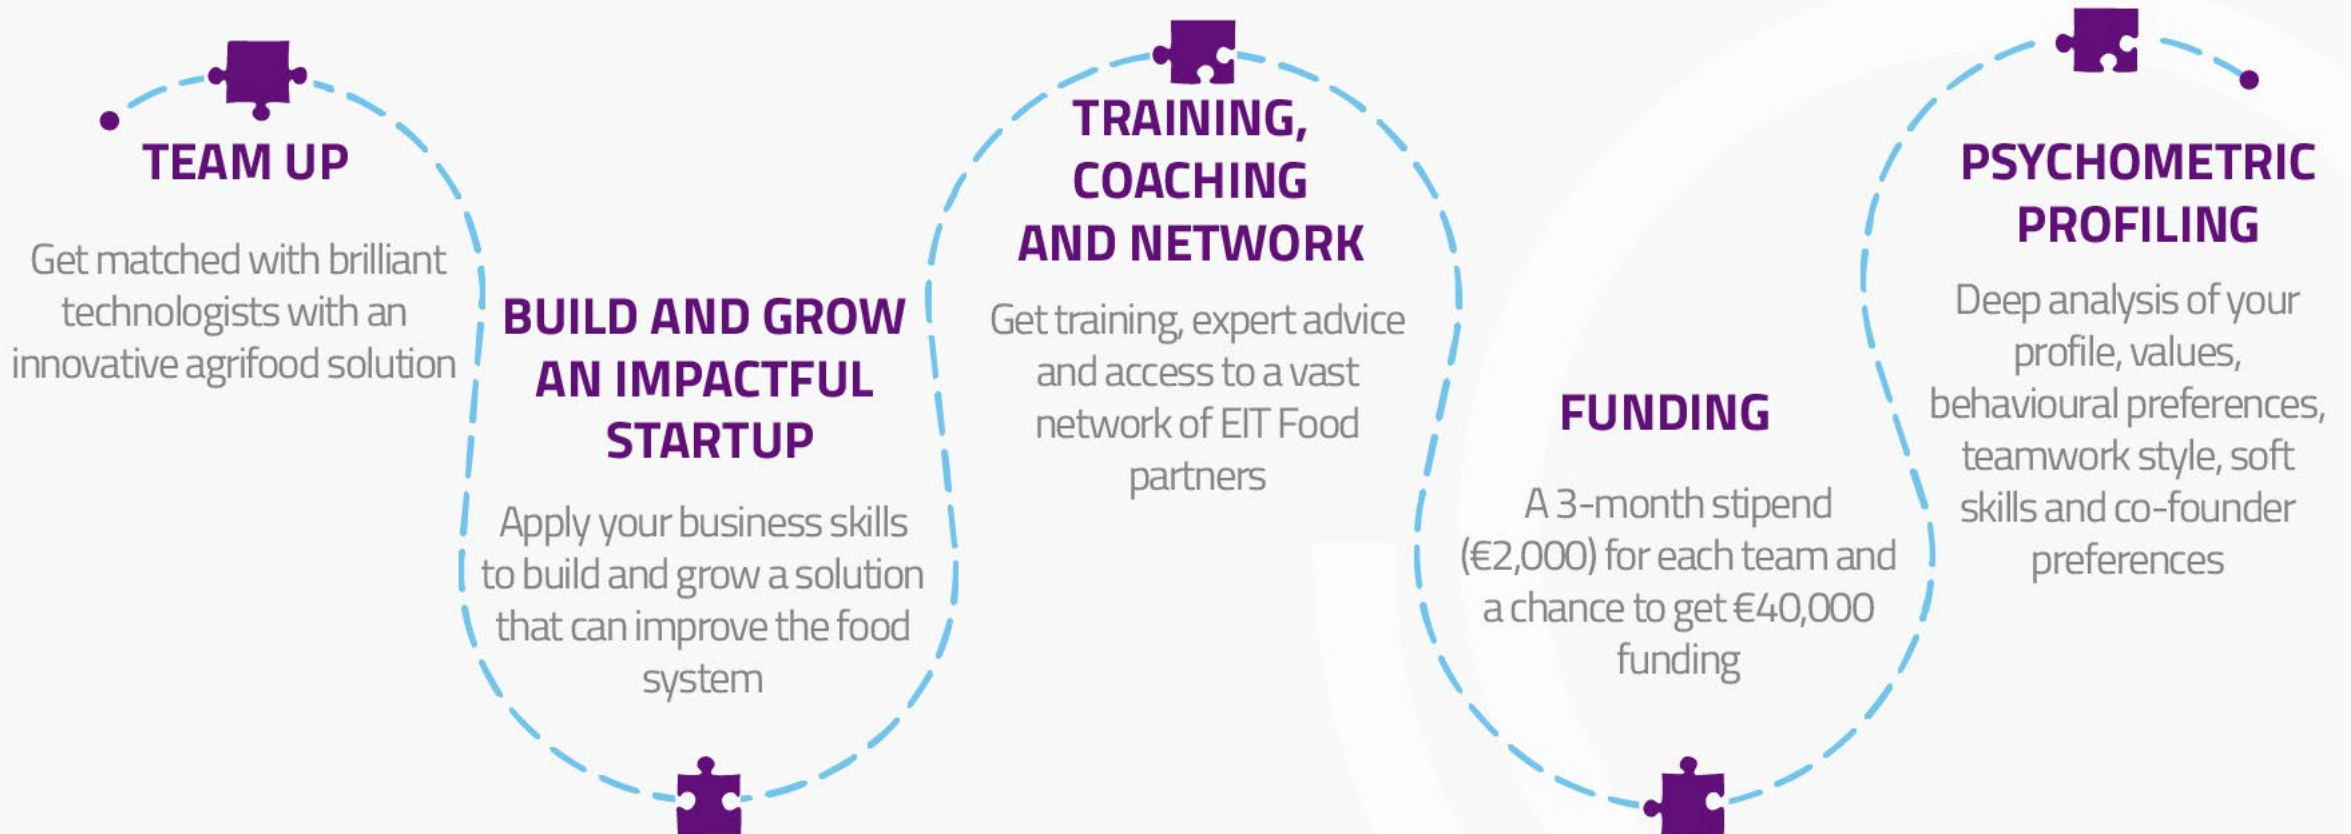 TEAM UP
Get matched with brilliant
technologists with an
innovative agrifood solution
BUILD AND GROW
AN IMPACTFUL
STARTUP
Apply your business skills
to build and grow a solution
that can improve the food
system
TRAINING,
COACHING
AND NETWORK
Get training, expert advice
and access to a vast
network of EIT Food
partners
FUNDING
A 3-month stipend
(€2,000) for each team and
a chance to get €40,000
funding
PSYCHOMETRIC
PROFILING
Deep analysis of your
profile, values,
behavioural preferences,
teamwork style, soft
skills and co-founder
preferences